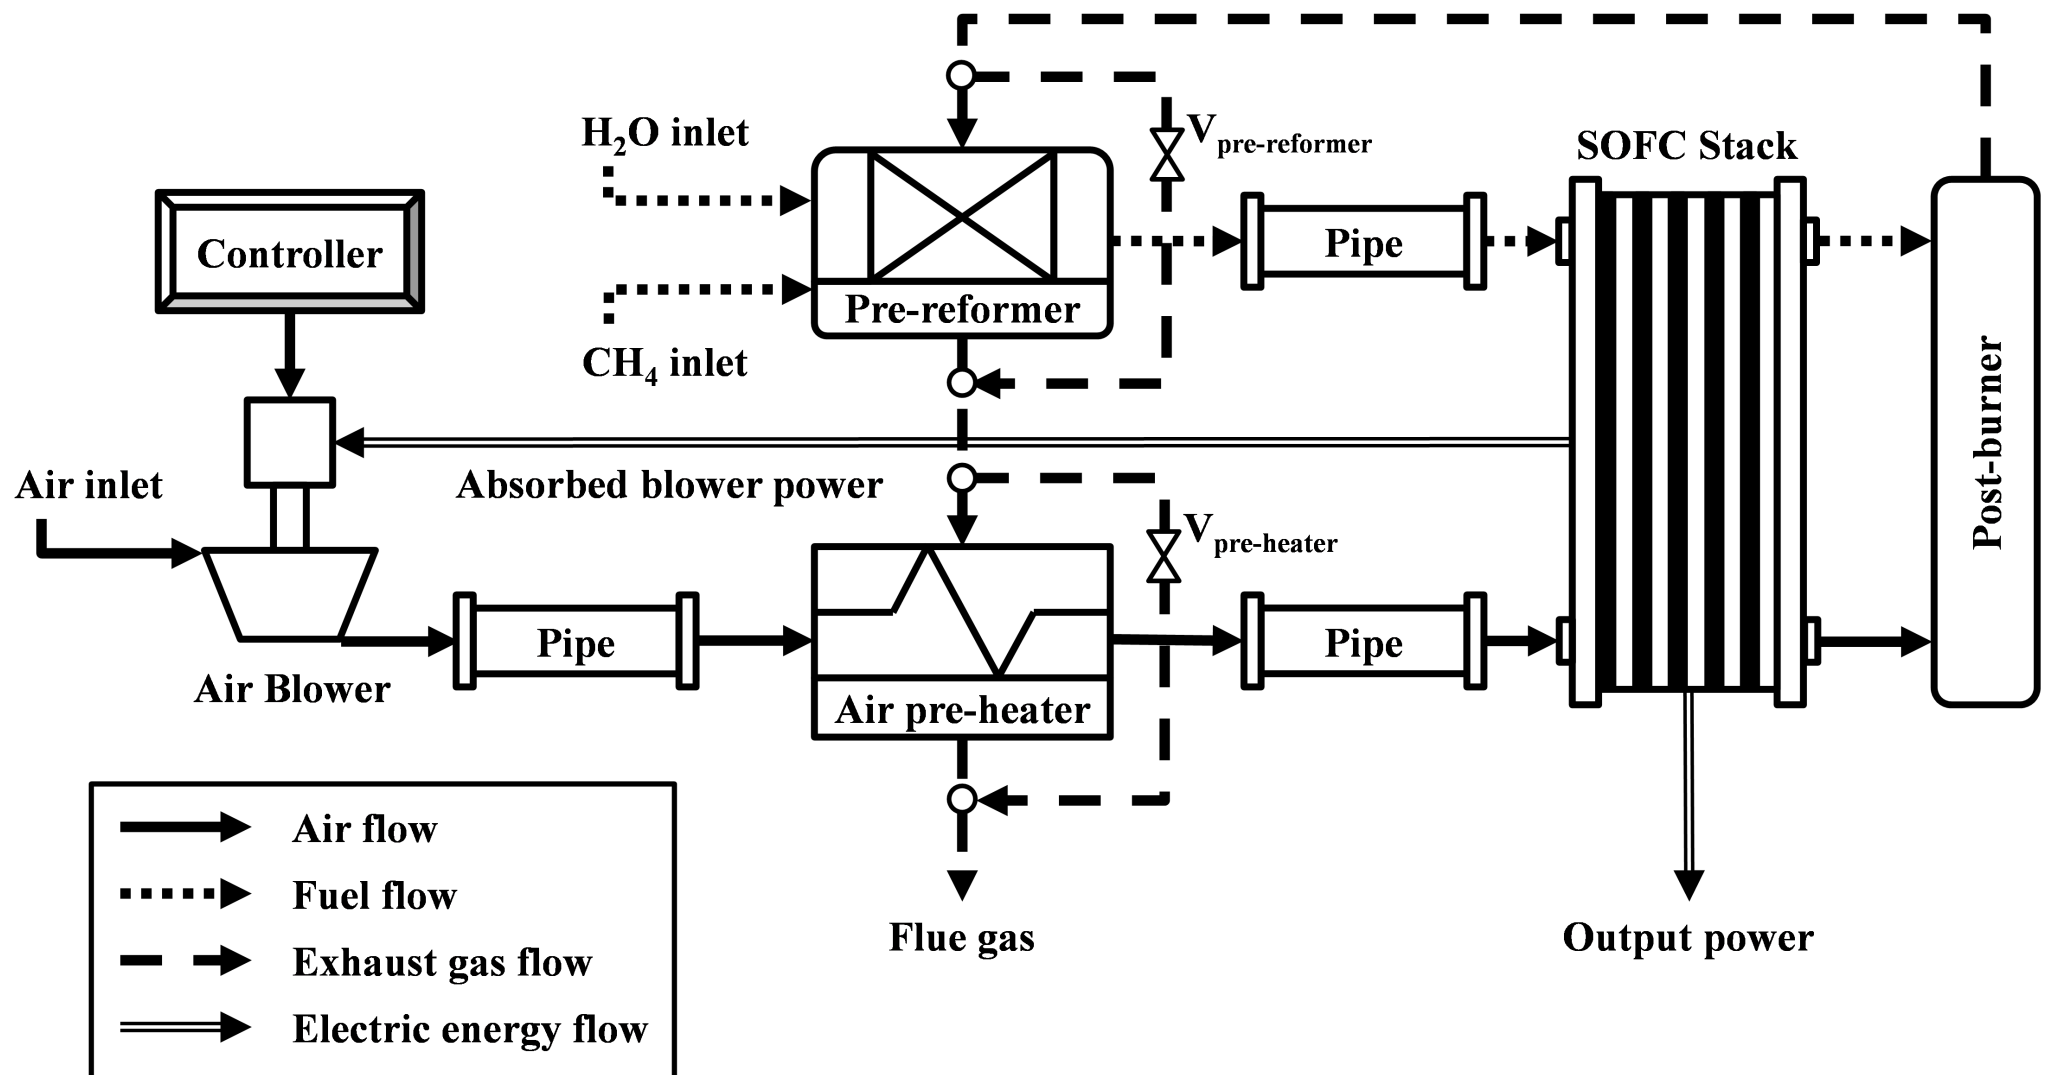 H₂O inlet
V pre-reformer
SOFC Stack
Controller
Pipe
Pre-reformer
CH₄ inlet
Post-burner
Air inlet
Absorbed blower power
V pre-heater
Pipe
Pipe
Air Blower
Air pre-heater
Air flow
Fuel flow
Exhaust gas flow
Electric energy flow
Flue gas
Output power